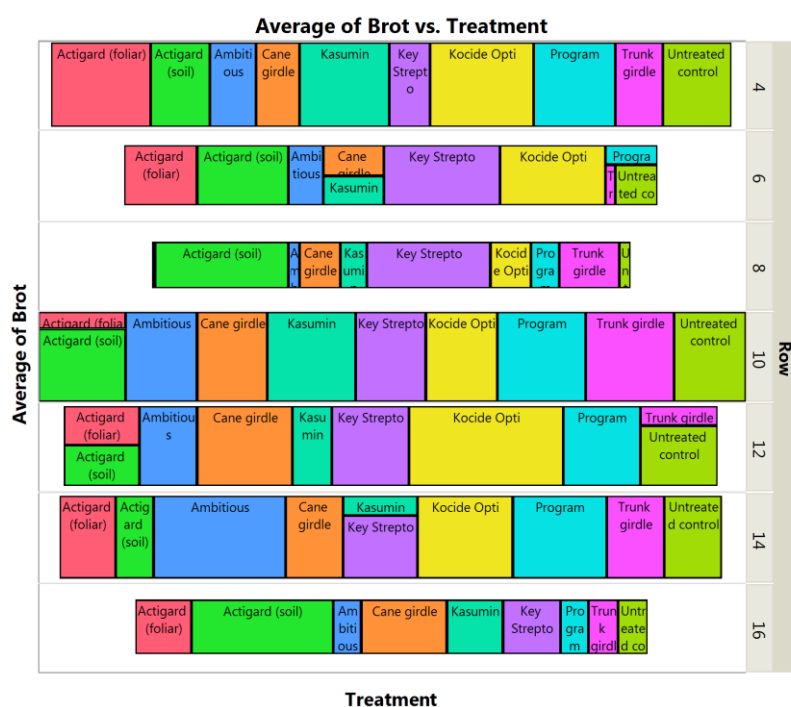 Average of Brot vs. Treatment
Actigard (foliar)
Actigard
(soil)
Ambiti
ous
Cane
girdle
Kasumin
Key
Strept
o
Kocide Opti
Program
Trunk
girdle
Untreated
control
4
Actigard
(foliar)
Actigard (soil)
Ambi
tious
Cane
girdle
Kasumin
Key Strepto
Kocide Opti
Progra
T
r
Untrea
ted co
6
Actigard (soil)
A
m
b
Cane
girdle
Kas
umi
Key Strepto
Kocid
e Opti
Pro
gra
Trunk
girdle
U
n
8
Actigard (folia
Actigard (soil)
Ambitious
Cane girdle
Kasumin
Key Strepto
Kocide Opti
Program
Trunk girdle
Untreated
control
10
Actigard
(foliar)
Actigard
(soil)
Ambitiou
s
Cane girdle
Kasu
min
Key Strepto
Kocide Opti
Program
Trunk girdle
Untreated
control
12
Actigard
(foliar)
Actig
ard
(soil)
Ambitious
Cane
girdle
Kasumin
Key Strepto
Kocide Opti
Program
Trunk
girdle
Untreate
d control
14
Actigard
(foliar)
Actigard (soil)
Am
biti
ous
Cane girdle
Kasumin
Key
Strepto
Pro
gra
m
Trun
k
girdl
Untr
eate
d co
16
Average of Brot
Row
Treatment